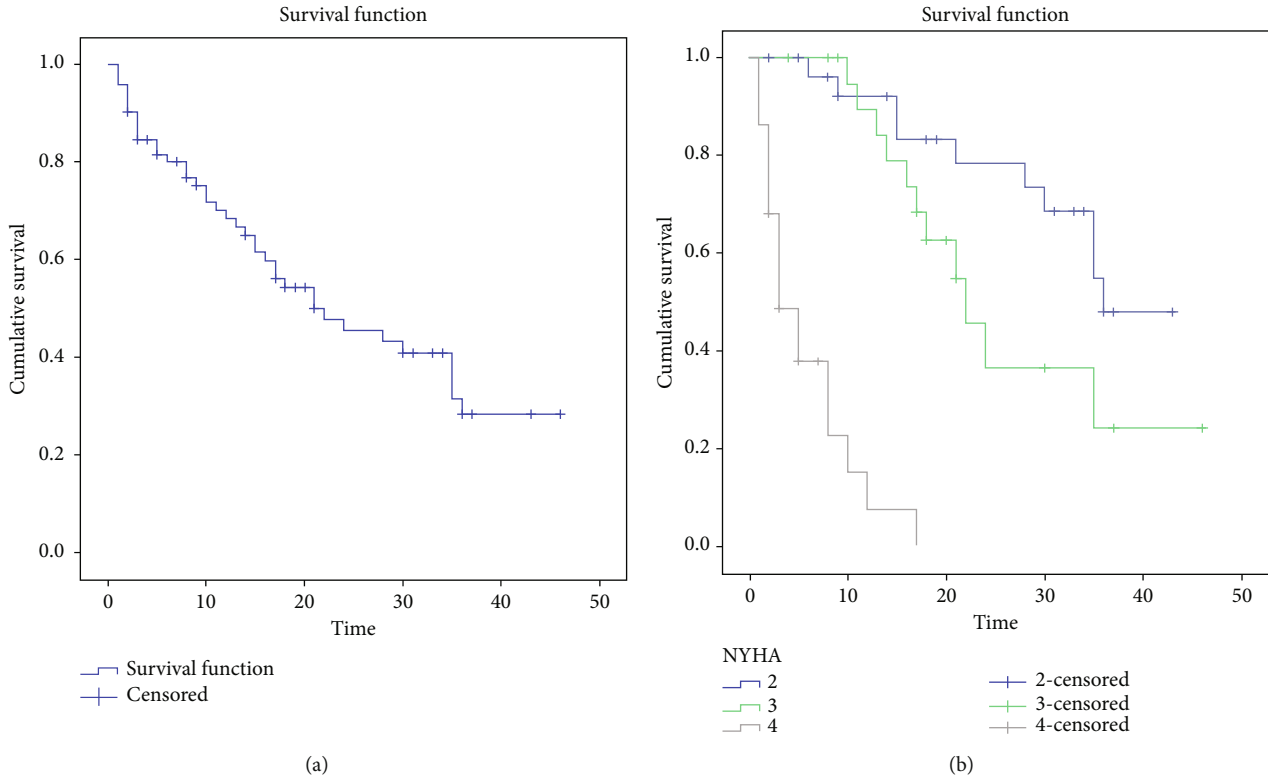 Survival function
1.0
0.8
0.6
0.4
0.2
0.0
Cumulative survival
0 10 20 30 40 50
Time
Survival function
Censored
(a)
Survival function
1.0
0.8
0.6
0.4
0.2
0.0
Cumulative survival
0 10 20 30 40 50
Time
NYHA
2
3
4
2-censored
3-censored
4-censored
(b)